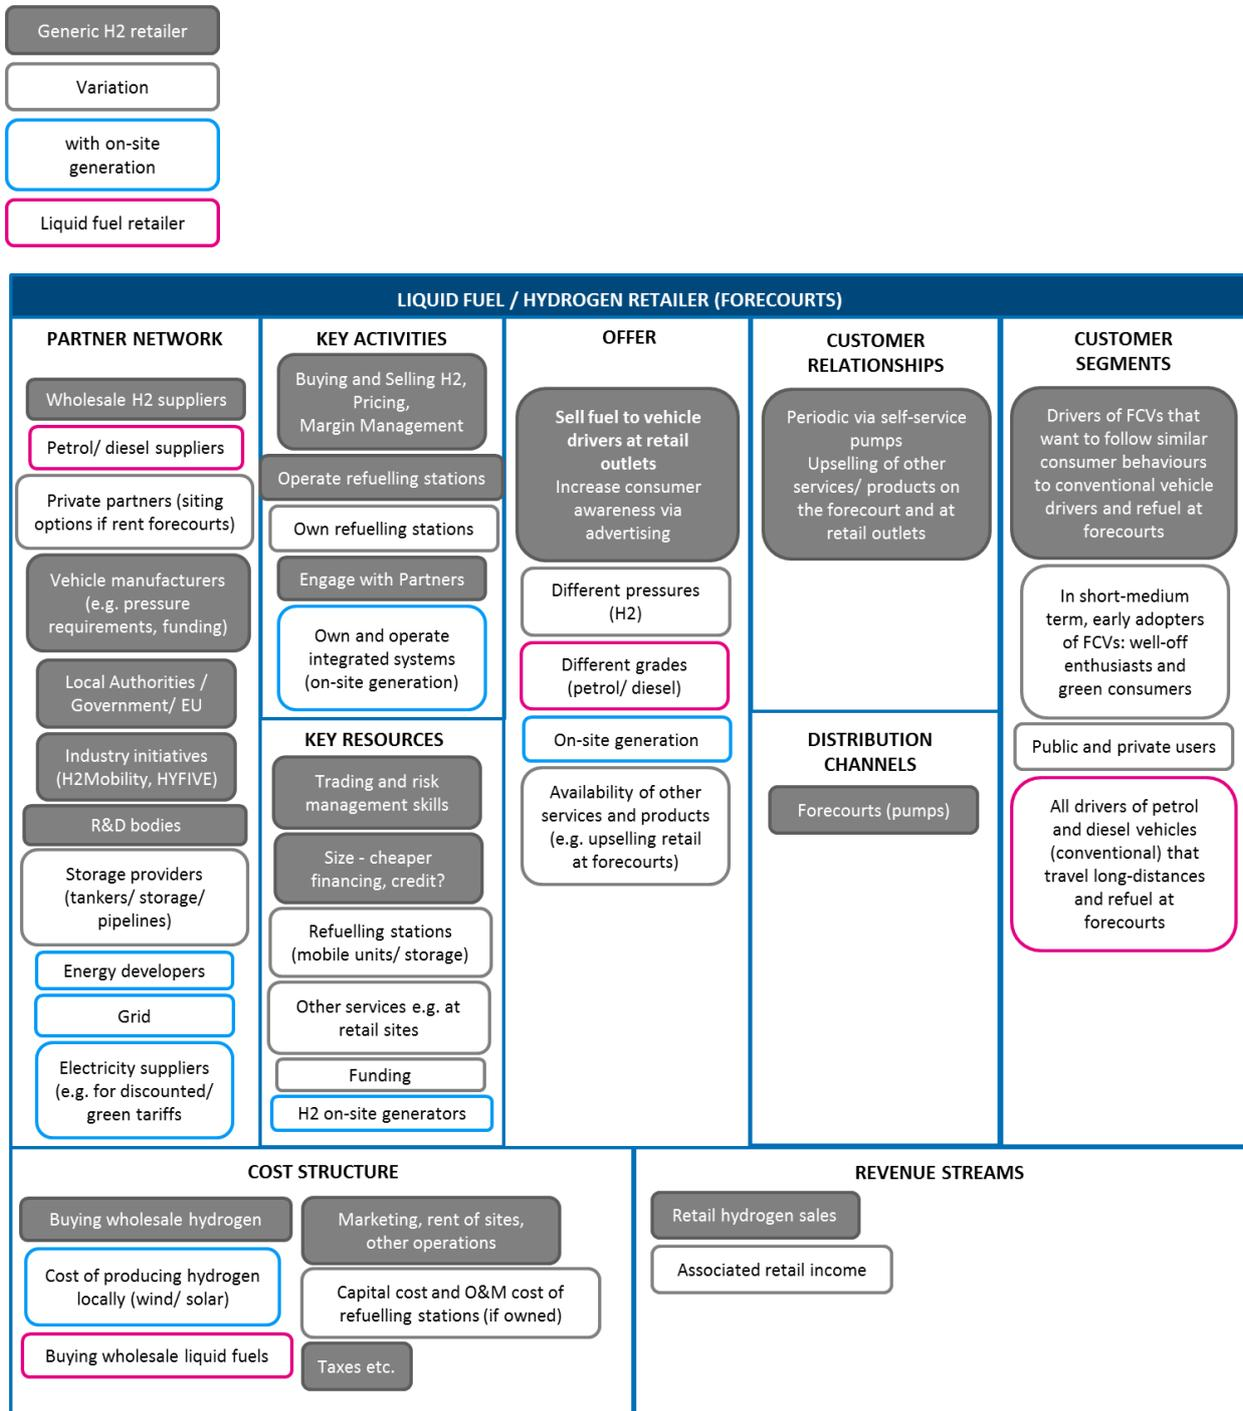 Generic H2 retailer
Variation
with on-site
generation
Liquid fuel retailer
LIQUID FUEL / HYDROGEN RETAILER (FORECOURTS)
PARTNER NETWORK
Wholesale H2 suppliers
Petrol/ diesel suppliers
Private partners (siting
options if rent forecourts)
Vehicle manufacturers
(e.g. pressure
requirements, funding)
Local Authorities /
Government/ EU
Industry initiatives
(H2Mobility, HYFIVE)
R&D bodies
Storage providers
(tankers/ storage/
pipelines)
Energy developers
Grid
Electricity suppliers
(e.g. for discounted/
green tariffs
KEY ACTIVITIES
Buying and Selling H2,
Pricing,
Margin Management
Operate refuelling stations
Own refuelling stations
Engage with Partners
Own and operate
integrated systems
(on-site generation)
KEY RESOURCES
Trading and risk
management skills
Size - cheaper
financing, credit?
Refuelling stations
(mobile units/ storage)
Other services e.g. at
retail sites
Funding
H2 on-site generators
OFFER
Sell fuel to vehicle
drivers at retail
outlets
Increase consumer
awareness via
advertising
Different pressures
(H2)
Different grades
(petrol/ diesel)
On-site generation
Availability of other
services and products
(e.g. upselling retail
at forecourts)
CUSTOMER
RELATIONSHIPS
Periodic via self-service
pumps
Upselling of other
services/ products on
the forecourt and at
retail outlets
DISTRIBUTION
CHANNELS
Forecourts (pumps)
CUSTOMER
SEGMENTS
Drivers of FCVs that
want to follow similar
consumer behaviours
to conventional vehicle
drivers and refuel at
forecourts
In short-medium
term, early adopters
of FCVs: well-off
enthusiasts and
green consumers
Public and private users
All drivers of petrol
and diesel vehicles
(conventional) that
travel long-distances
and refuel at
forecourts
COST STRUCTURE
Buying wholesale hydrogen
Cost of producing hydrogen
locally (wind/ solar)
Buying wholesale liquid fuels
Marketing, rent of sites,
other operations
Capital cost and O&M cost of
refuelling stations (if owned)
Taxes etc.
REVENUE STREAMS
Retail hydrogen sales
Associated retail income